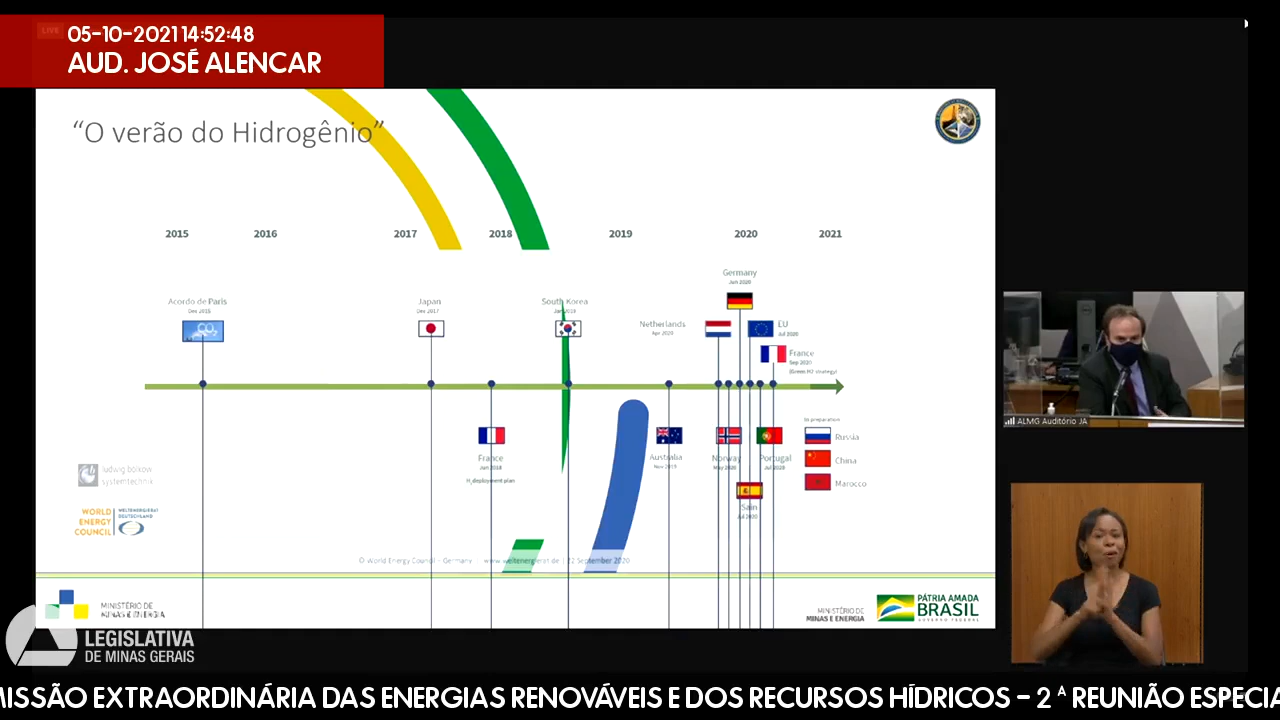 LIVE
05-10-2021 14:52:48
AUD. JOSÉ ALENCAR
“O verão do Hidrogênio”
2015 2016 2017 2018 2019 2020 2021
Germany
Jun 2020
Acordo de Paris
Dec 2015
CO2
Japan
Dec 2017
South Korea
Jan 2019
Netherlands
Apr 2020
EU
Jul 2020
France
Sep 2020
(Green H2 strategy)
In preparation
Russia
China
Marocco
France
Jun 2018
H2 deployment plan
Australia
Nov 2019
Norway
May 2020
Portugal
Jul 2020
Sain
Jul 2020
ludwig bolkow
systemtechnik
WORLD
ENERGY
COUNCIL
WELTENERGIERAT
DEUTSCHLAND
© World Energy Council - Germany www.weltenergierat.de | 22 September 2020
MINISTÉRIO DE
MINAS E ENERGIA
MINISTÉRIO DE
MINAS E ENERGIA
PÁTRIA AMADA
BRASIL
GOVERNO FEDERAL
ALMG Auditório JA
LEGISLATIVA
DE MINAS GERAIS
MISSÃO EXTRAORDINÁRIA DAS ENERGIAS RENOVÁVEIS E DOS RECURSOS HÍDRICOS – 2 ª REUNIÃO ESPECIA